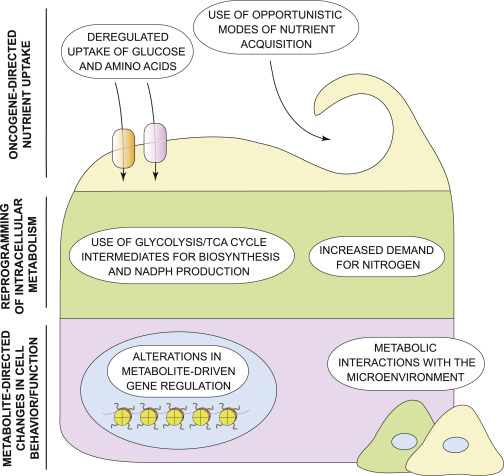 ONCOGENE-DIRECTED
NUTRIENT UPTAKE
DEREGULATED
UPTAKE OF GLUCOSE
AND AMINO ACIDS
USE OF OPPORTUNISTIC
MODES OF NUTRIENT
ACQUISITION
REPROGRAMMING
OF INTRACELLULAR
METABOLISM
USE OF GLYCOLYSIS/TCA CYCLE
INTERMEDIATES FOR BIOSYNTHESIS
AND NADPH PRODUCTION
INCREASED DEMAND
FOR NITROGEN
METABOLITE-DIRECTED
CHANGES IN CELL
BEHAVIOR/FUNCTION
ALTERATIONS IN
METABOLITE-DRIVEN
GENE REGULATION
METABOLIC
INTERACTIONS WITH THE
MICROENVIRONMENT